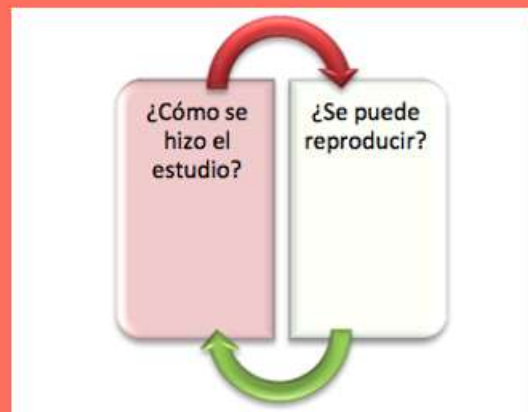 ¿Cómo se
hizo el
estudio?
¿Se puede
reproducir?